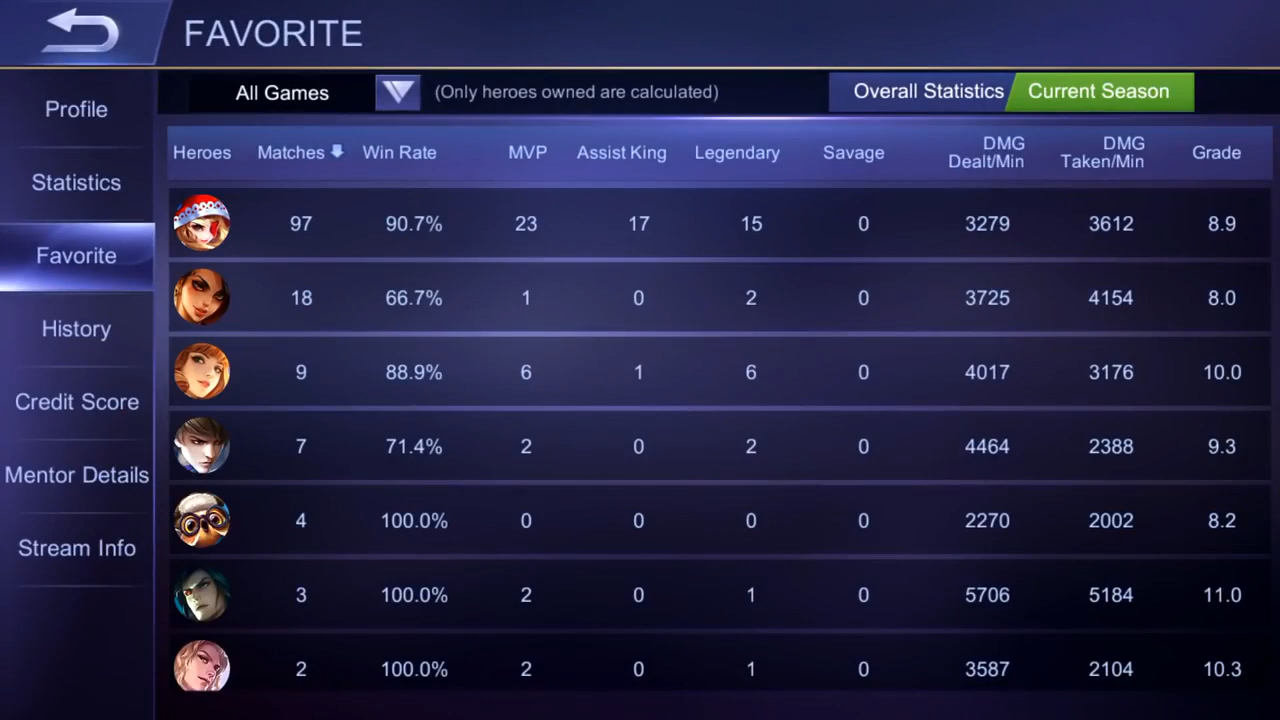 FAVORITE
All Games (Only heroes owned are calculated) Overall Statistics Current Season
Profile
Statistics
Favorite
History
Credit Score
Mentor Details
Stream Info
Heroes Matches Win Rate MVP Assist King Legendary Savage DMG Dealt/Min DMG Taken/Min Grade
97 90.7% 23 17 15 0 3279 3612 8.9
18 66.7% 1 0 2 0 3725 4154 8.0
9 88.9% 6 1 6 0 4017 3176 10.0
7 71.4% 2 0 2 0 4464 2388 9.3
4 100.0% 0 0 0 0 2270 2002 8.2
3 100.0% 2 0 1 0 5706 5184 11.0
2 100.0% 2 0 1 0 3587 2104 10.3